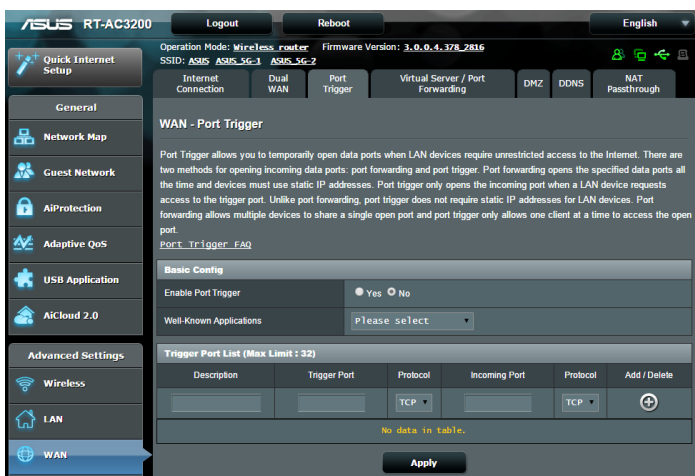 ASUS RT-AC3200
Logout
Reboot
English
Quick Internet
Setup
Operation Mode: Wireless router Firmware Version: 3.0.0.4.378_2816
SSID: ASUS ASUS_5G-1 ASUS_5G-2
Internet
Connection
Dual
WAN
Port
Trigger
Virtual Server / Port
Forwarding
DMZ
DDNS
NAT
Passthrough
General
Network Map
Guest Network
AiProtection
Adaptive QoS
USB Application
AiCloud 2.0
Advanced Settings
Wireless
LAN
WAN
WAN - Port Trigger
Port Trigger allows you to temporarily open data ports when LAN devices require unrestricted access to the Internet. There are
two methods for opening incoming data ports: port forwarding and port trigger. Port forwarding opens the specified data ports all
the time and devices must use static IP addresses. Port trigger only opens the incoming port when a LAN device requests
access to the trigger port. Unlike port forwarding, port trigger does not require static IP addresses for LAN devices. Port
forwarding allows multiple devices to share a single open port and port trigger only allows one client at a time to access the open
port.
Port Trigger FAQ
Basic Config
Enable Port Trigger
Yes No
Well-Known Applications
Please select
Trigger Port List (Max Limit : 32)
Description Trigger Port Protocol Incoming Port Protocol Add / Delete
TCP TCP
No data in table.
Apply